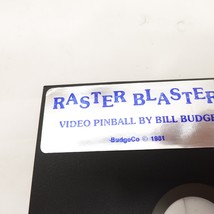 RASTER BLASTER
VIDEO PINBALL BY BILL BUDGE
BudgeCo © 1981